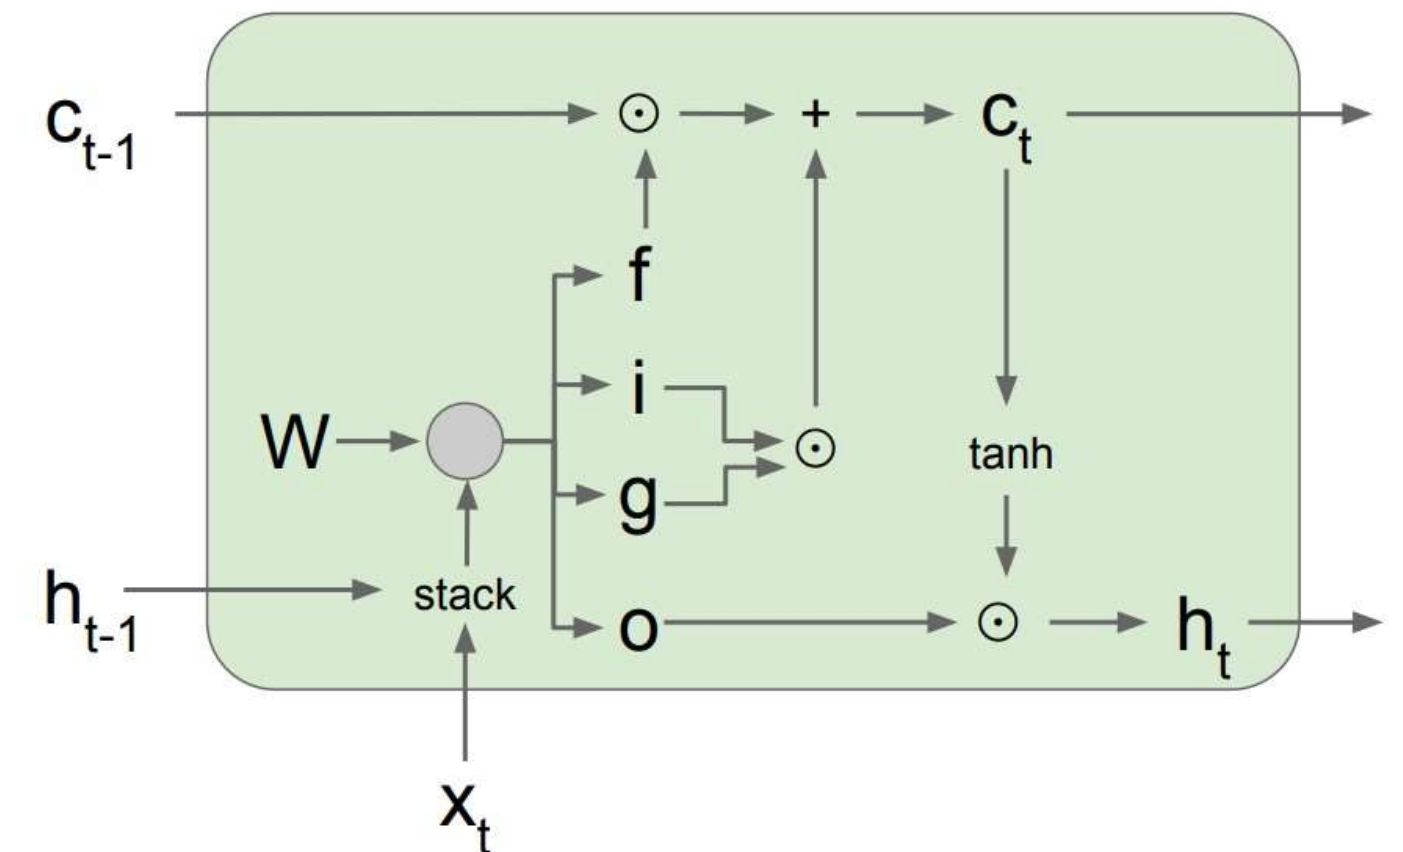 c_{t-1} ⊙ + c_t
f
i
W ⊙ tanh
g
h_{t-1} stack
o ⊙ h_t
x_t